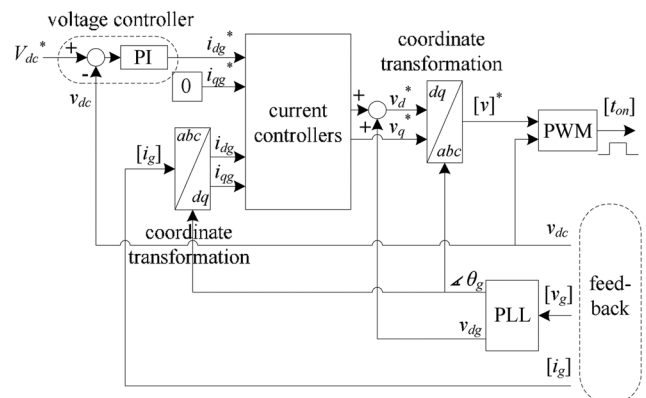 voltage controller
V_dc* + - PI i_dg*
v_dc
0 i_qg*
current
controllers
coordinate
transformation
+ + v_d*
v_q*
dq
abc
[v]*
PWM
[t_on]
[i_g]
abc
dq
i_dg
i_qg
coordinate
transformation
v_dc
∡ θ_g
v_dg
PLL
[v_g]
[i_g]
feed-
back